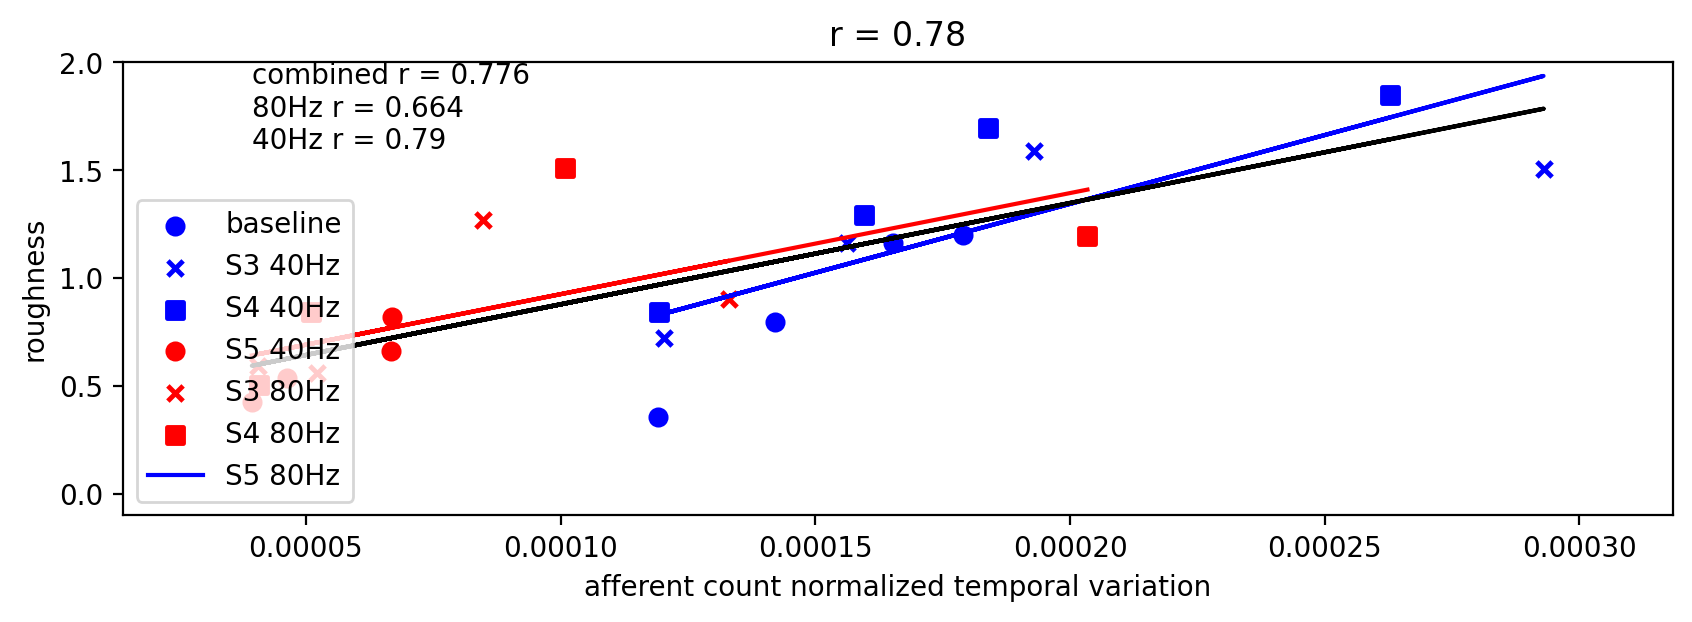 r = 0.78
combined r = 0.776
80Hz r = 0.664
40Hz r = 0.79
2.0
1.5
1.0
0.5
0.0
roughness
baseline
S3 40Hz
S4 40Hz
S5 40Hz
S3 80Hz
S4 80Hz
S5 80Hz
0.00005 0.00010 0.00015 0.00020 0.00025 0.00030
afferent count normalized temporal variation